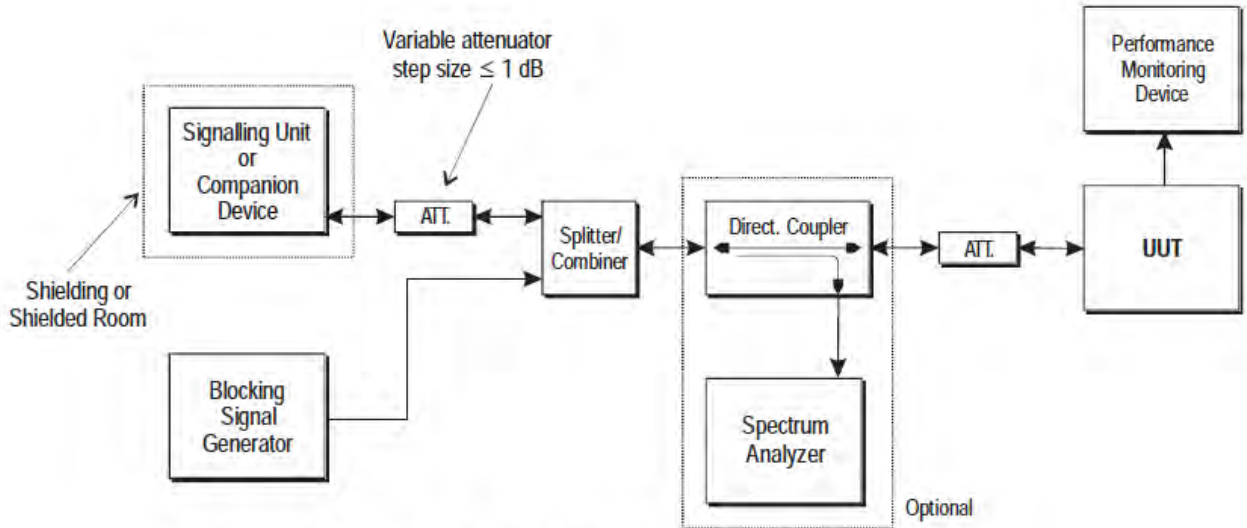 Variable attenuator
step size ≤ 1 dB
Performance
Monitoring
Device
Signalling Unit
or
Companion
Device
ATT.
Splitter/
Combiner
Direct. Coupler
ATT.
UUT
Shielding or
Shielded Room
Blocking
Signal
Generator
Spectrum
Analyzer
Optional